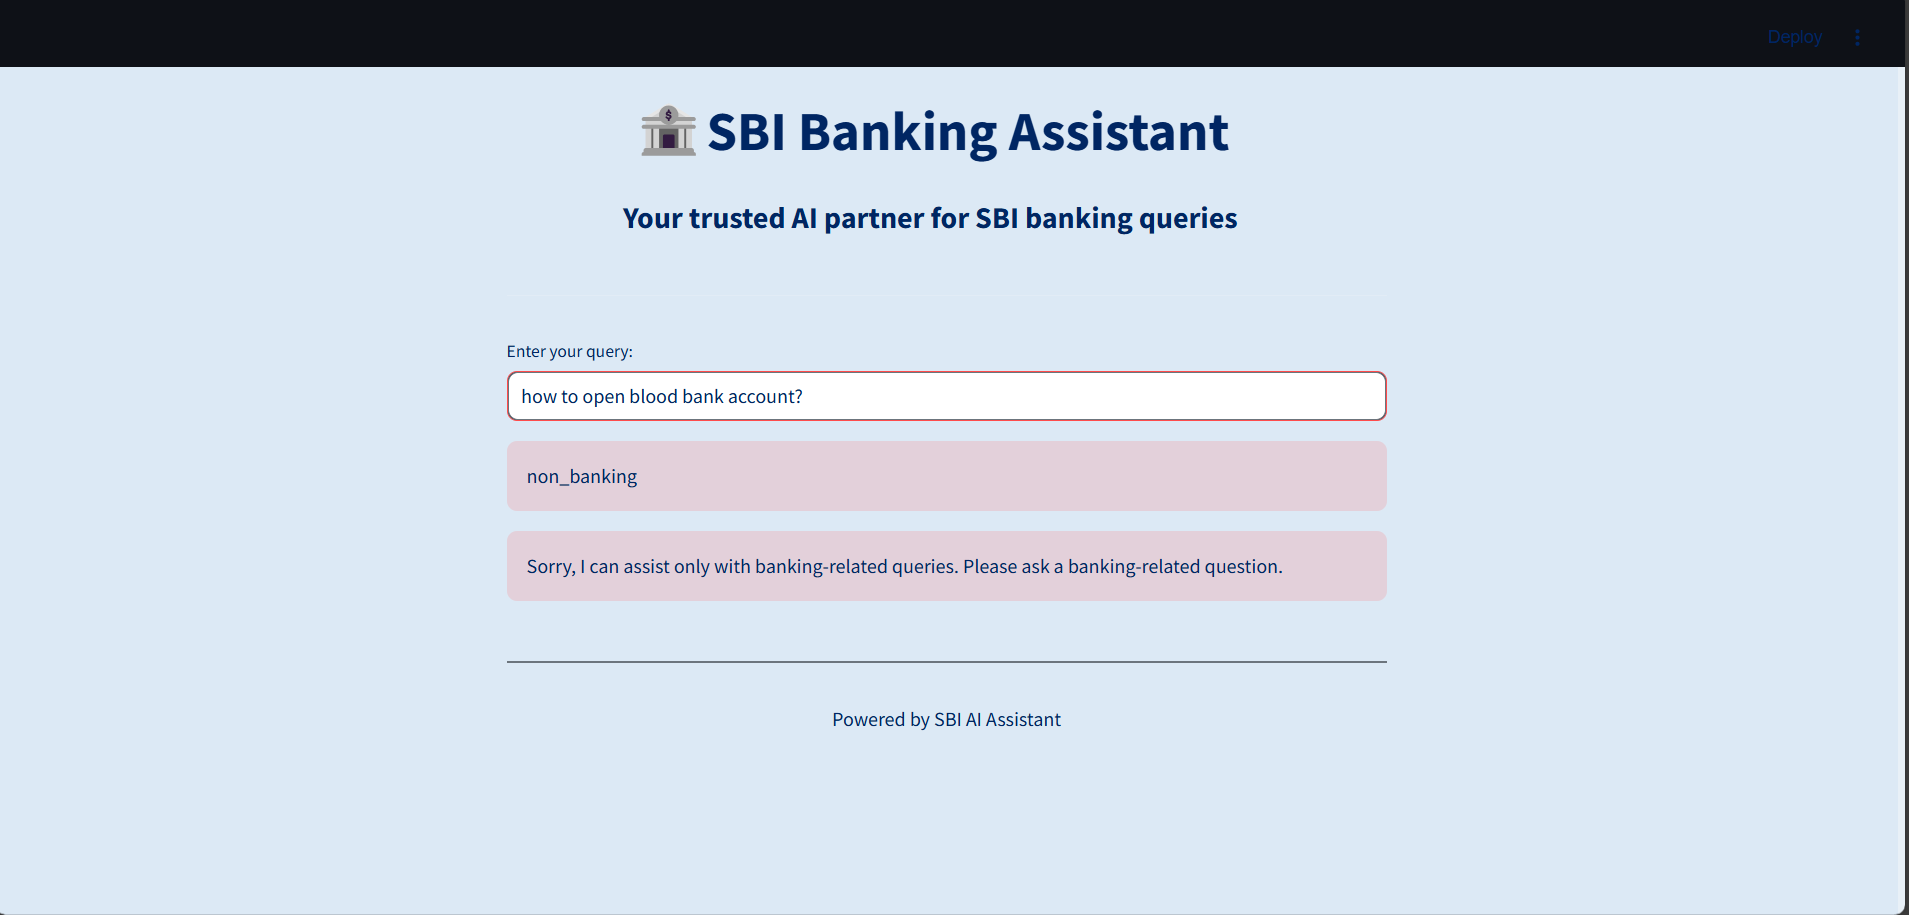 Deploy
SBI Banking Assistant
Your trusted AI partner for SBI banking queries
Enter your query:
how to open blood bank account?
non_banking
Sorry, I can assist only with banking-related queries. Please ask a banking-related question.
Powered by SBI AI Assistant